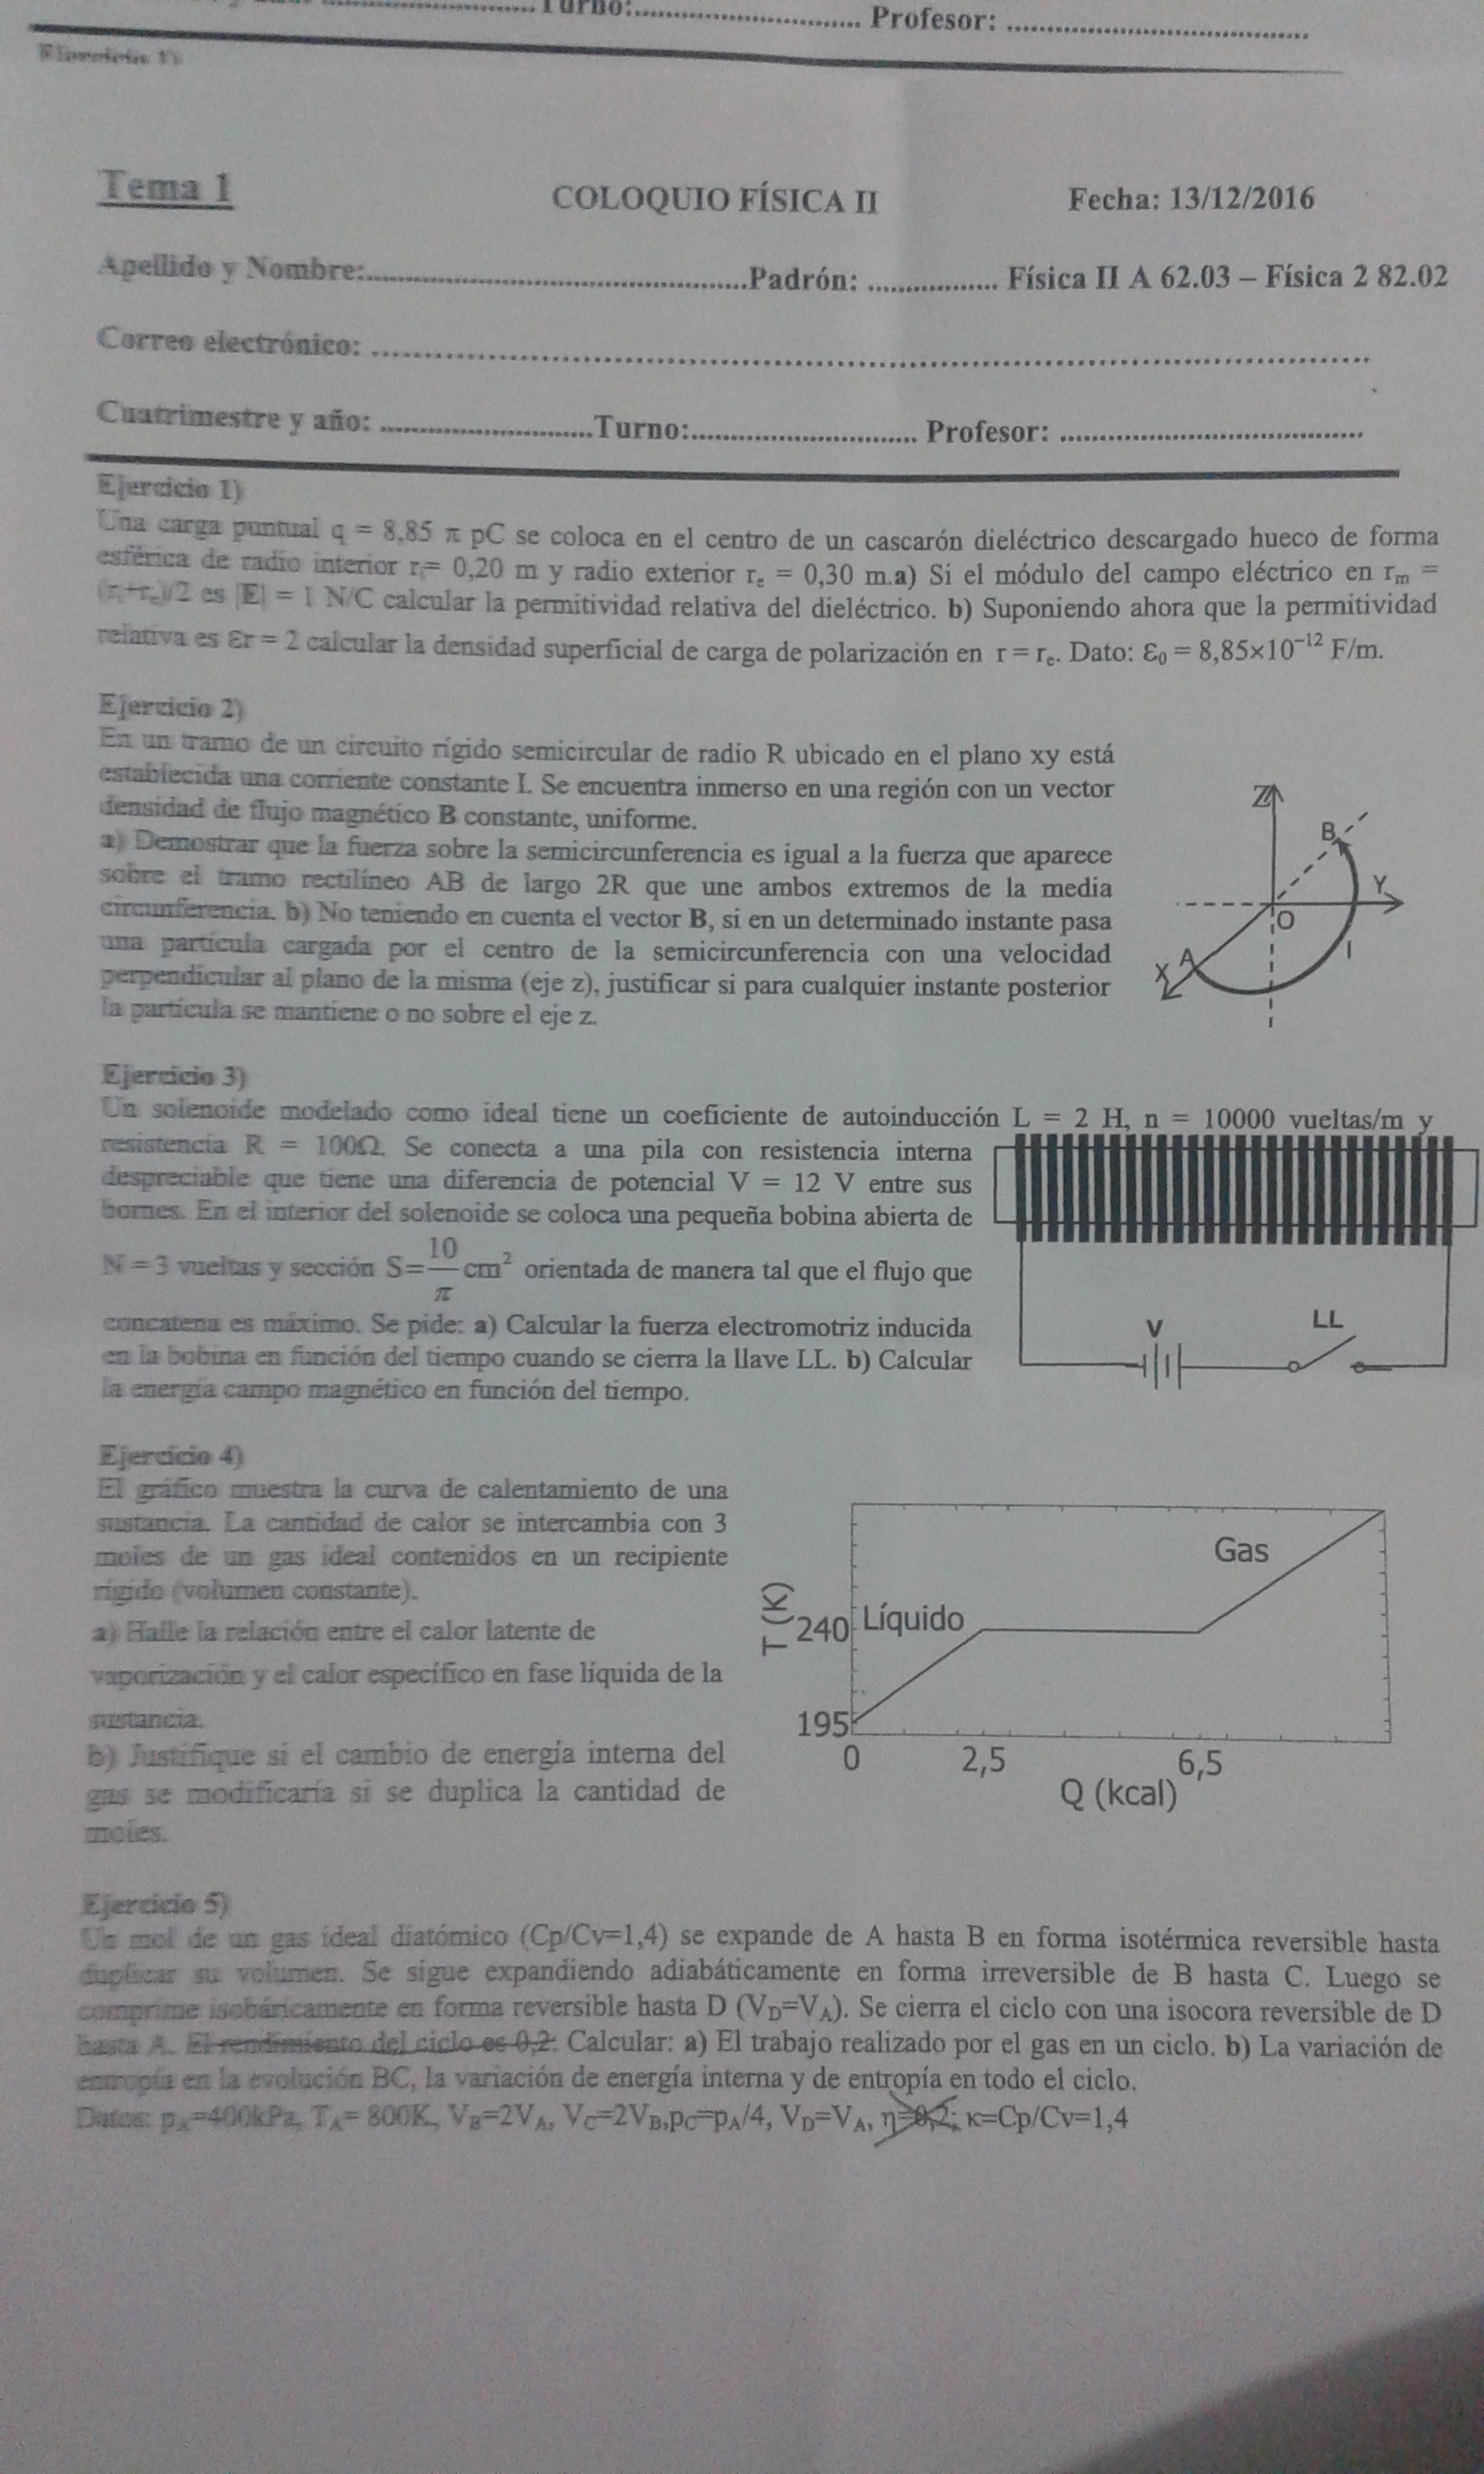 Turno:.............................. Profesor: ........................................
Ejercicio 1)
Tema 1
COLOQUIO FÍSICA II
Fecha: 13/12/2016
Apellido y Nombre:..................................................Padrón: ................. Física II A 62.03 – Física 2 82.02
Correo electrónico: ....................................................................................................
Cuatrimestre y año: ............................Turno:.............................. Profesor: ........................................
Ejercicio 1)
Una carga puntual q = 8,85 π pC se coloca en el centro de un cascarón dieléctrico descargado hueco de forma
esférica de radio interior rᵢ= 0,20 m y radio exterior rₑ = 0,30 m.a) Si el módulo del campo eléctrico en rₘ =
(rᵢ+rₑ)/2 es |E| = 1 N/C calcular la permitividad relativa del dieléctrico. b) Suponiendo ahora que la permitividad
relativa es εr = 2 calcular la densidad superficial de carga de polarización en r = rₑ. Dato: ε₀ = 8,85×10⁻¹² F/m.
Ejercicio 2)
En un tramo de un circuito rígido semicircular de radio R ubicado en el plano xy está
establecida una corriente constante I. Se encuentra inmerso en una región con un vector
densidad de flujo magnético B constante, uniforme.
a) Demostrar que la fuerza sobre la semicircunferencia es igual a la fuerza que aparece
sobre el tramo rectilíneo AB de largo 2R que une ambos extremos de la media
circunferencia. b) No teniendo en cuenta el vector B, si en un determinado instante pasa
una partícula cargada por el centro de la semicircunferencia con una velocidad
perpendicular al plano de la misma (eje z), justificar si para cualquier instante posterior
la partícula se mantiene o no sobre el eje z.
Z
B
Y
O
I
A
X
Ejercicio 3)
Un solenoide modelado como ideal tiene un coeficiente de autoinducción L = 2 H, n = 10000 vueltas/m y
resistencia R = 100Ω. Se conecta a una pila con resistencia interna
despreciable que tiene una diferencia de potencial V = 12 V entre sus
bornes. En el interior del solenoide se coloca una pequeña bobina abierta de
N = 3 vueltas y sección S=10/π cm² orientada de manera tal que el flujo que
concatena es máximo. Se pide: a) Calcular la fuerza electromotriz inducida
en la bobina en función del tiempo cuando se cierra la llave LL. b) Calcular
la energía campo magnético en función del tiempo.
V
LL
Ejercicio 4)
El gráfico muestra la curva de calentamiento de una
sustancia. La cantidad de calor se intercambia con 3
moles de un gas ideal contenidos en un recipiente
rígido (volumen constante).
a) Halle la relación entre el calor latente de
vaporización y el calor específico en fase líquida de la
sustancia.
b) Justifique si el cambio de energía interna del
gas se modificaría si se duplica la cantidad de
moles.
T (K)
240
Líquido
Gas
195
0
2,5
6,5
Q (kcal)
Ejercicio 5)
Un mol de un gas ideal diatómico (Cp/Cv=1,4) se expande de A hasta B en forma isotérmica reversible hasta
duplicar su volumen. Se sigue expandiendo adiabáticamente en forma irreversible de B hasta C. Luego se
comprime isobáricamente en forma reversible hasta D (V_D=V_A). Se cierra el ciclo con una isocora reversible de D
hasta A. El rendimiento del ciclo es 0,2. Calcular: a) El trabajo realizado por el gas en un ciclo. b) La variación de
entropía en la evolución BC, la variación de energía interna y de entropía en todo el ciclo.
Datos: p_A=400kPa, T_A= 800K, V_B=2V_A, V_C=2V_B,p_C=p_A/4, V_D=V_A, η=0,2; κ=Cp/Cv=1,4